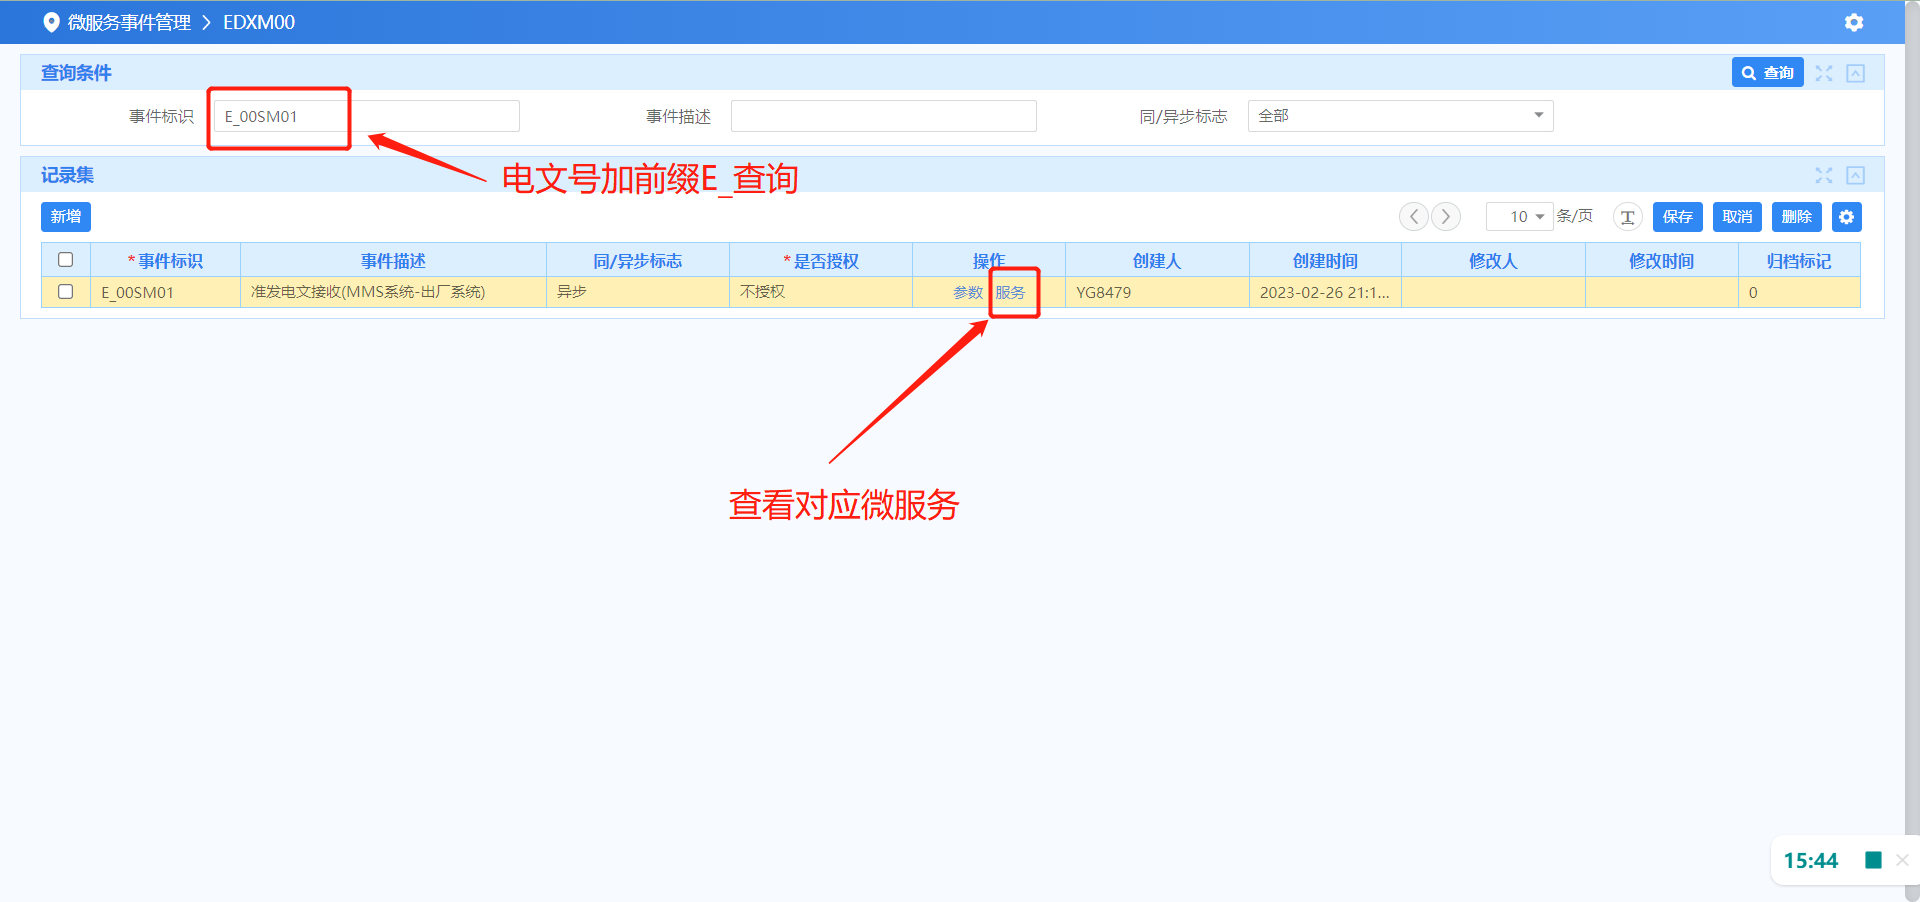 微服务事件管理 > EDXM00
查询条件
查询
事件标识 E_00SM01 事件描述 同/异步标志 全部
电文号加前缀E_查询
记录集
新增 10 条/页 T 保存 取消 删除
*事件标识 事件描述 同/异步标志 *是否授权 操作 创建人 创建时间 修改人 修改时间 归档标记
E_00SM01 准发电文接收(MMS系统-出厂系统) 异步 不授权 参数 服务 YG8479 2023-02-26 21:1... 0
查看对应微服务
15:44